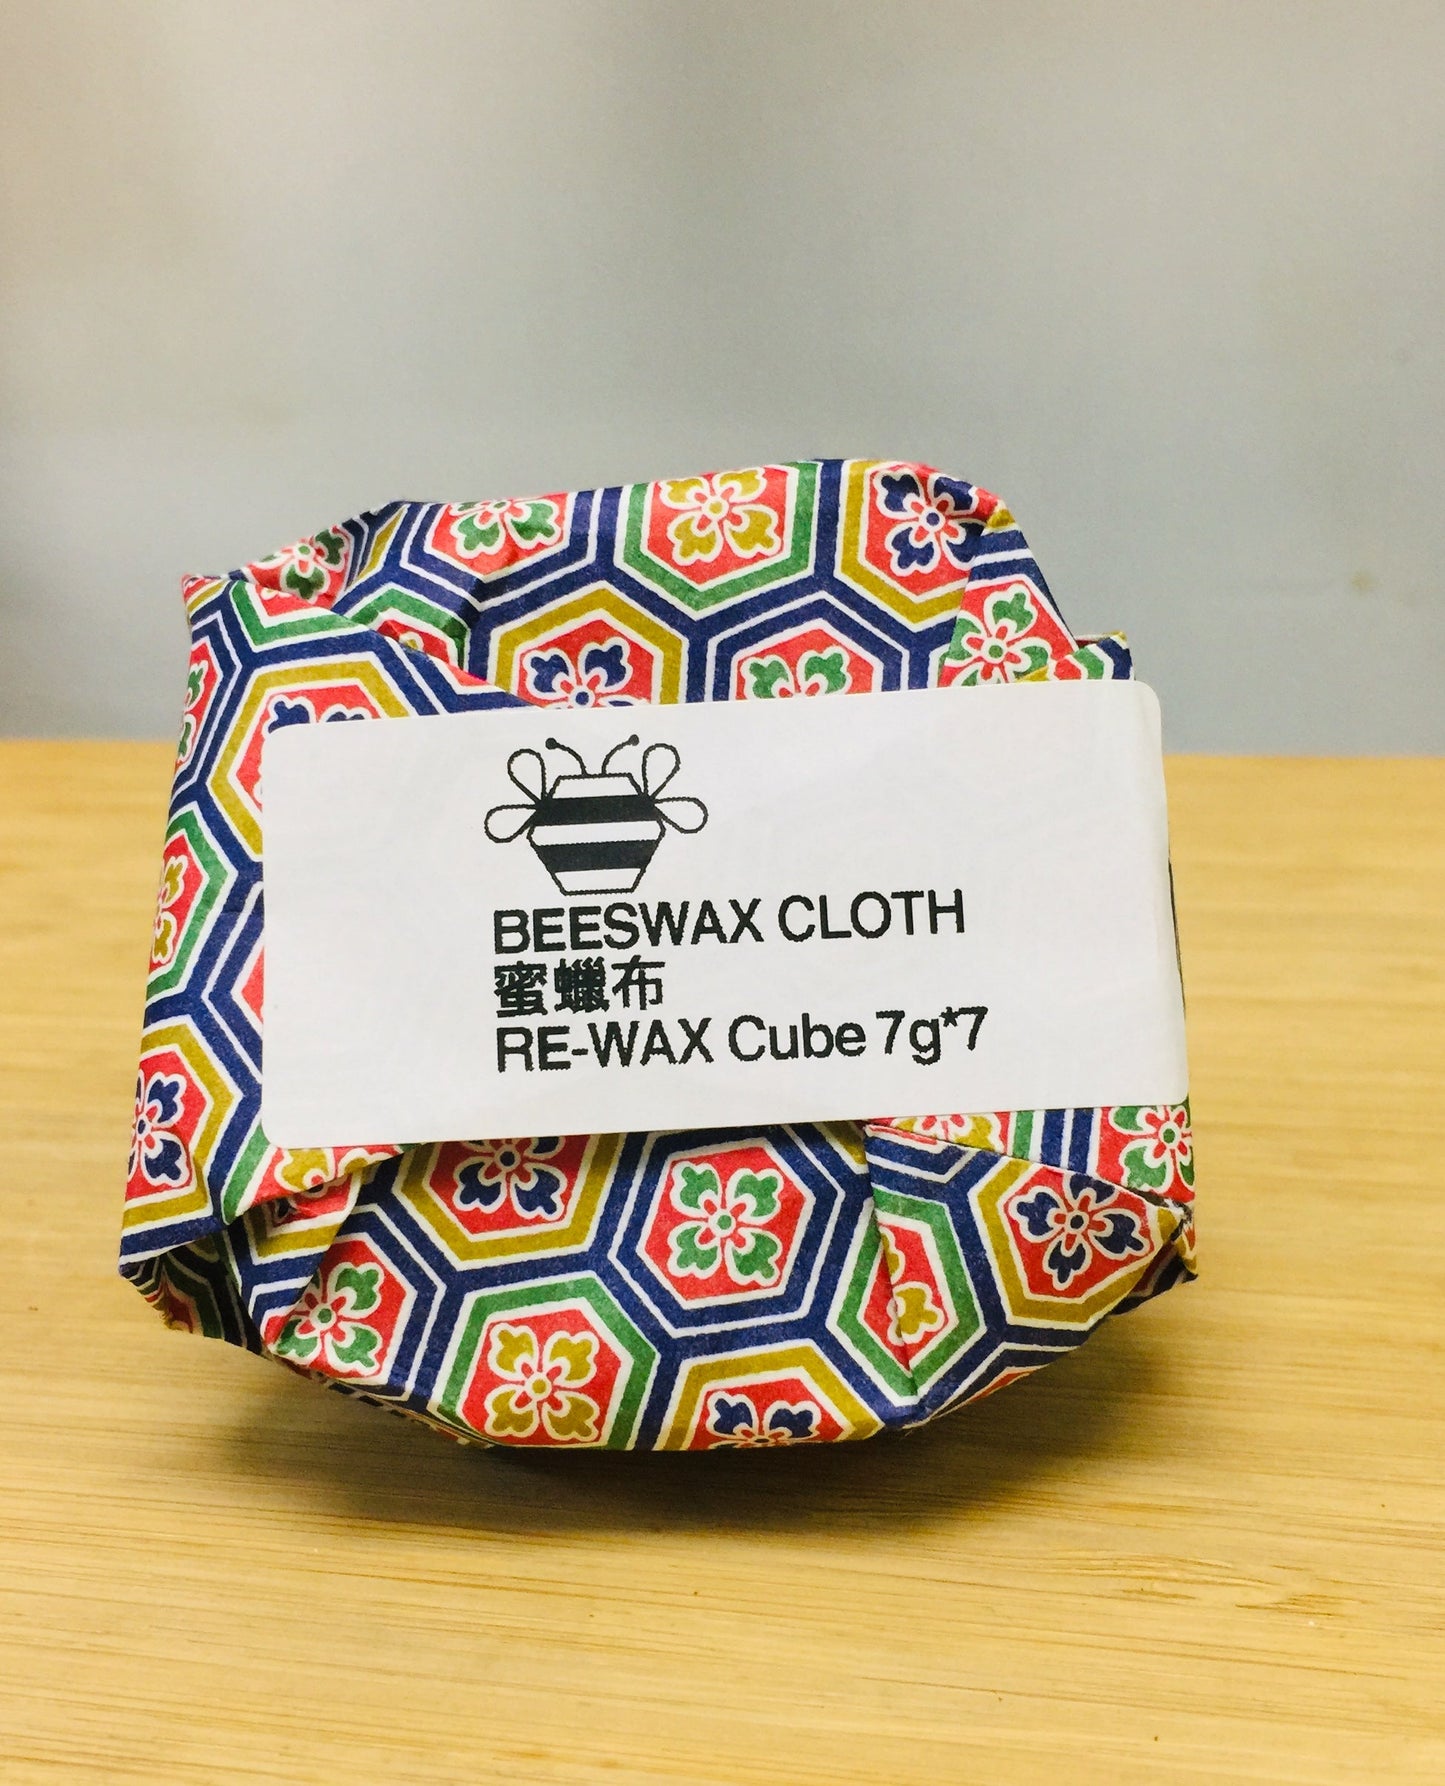 BEESWAX CLOTH
蜜蠟布
RE-WAX Cube 7g*7